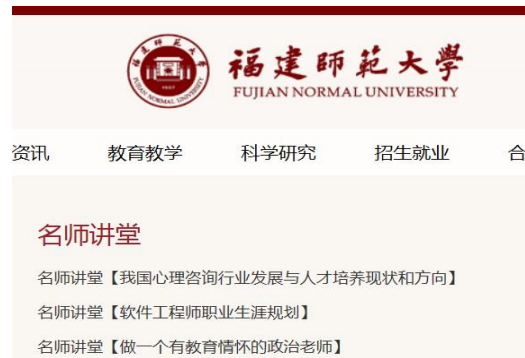 福建師範大學
FUJIAN NORMAL UNIVERSITY
资讯 教育教学 科学研究 招生就业 合
名师讲堂
名师讲堂【我国心理咨询行业发展与人才培养现状和方向】
名师讲堂【软件工程师职业生涯规划】
名师讲堂【做一个有教育情怀的政治老师】